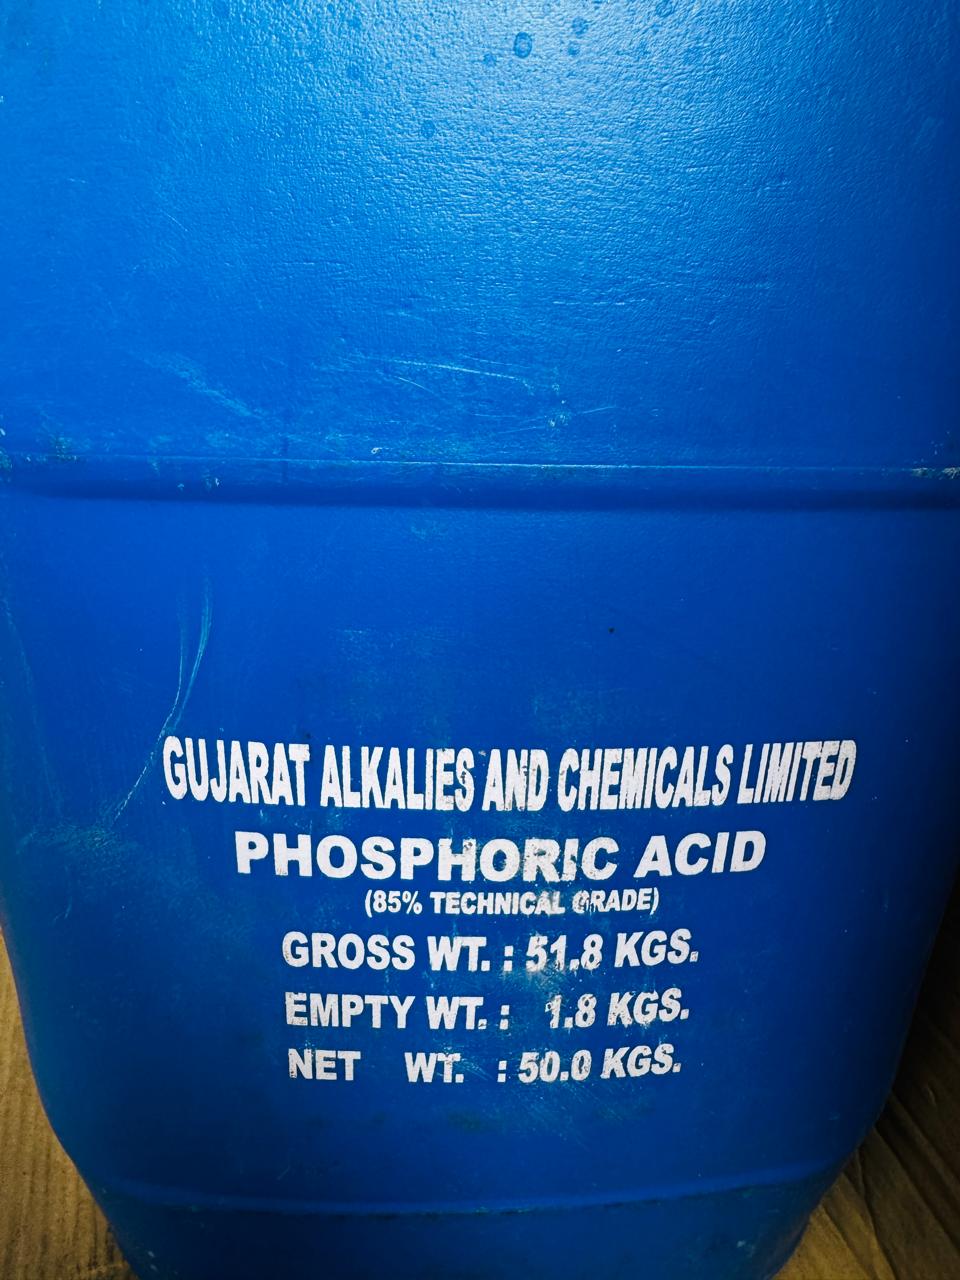 GUJARAT ALKALIES AND CHEMICALS LIMITED
PHOSPHORIC ACID
(85% TECHNICAL GRADE)
GROSS WT. : 51.8 KGS.
EMPTY WT. : 1.8 KGS.
NET WT. : 50.0 KGS.